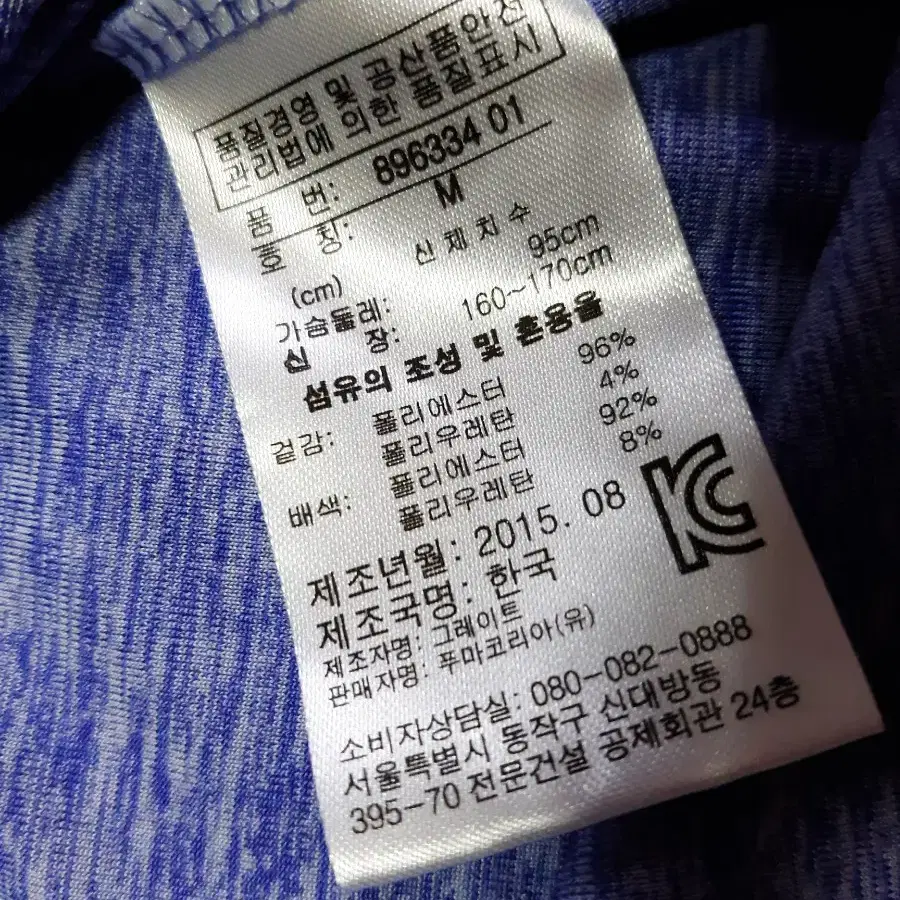 품질경영 및 공산품안전
관리법에 의한 품질표시
품 번: 896334 01
호 칭: M
(cm) 신체치수
가슴둘레: 95cm
신 장: 160~170cm
섬유의 조성 및 혼용율
겉감: 폴리에스터 96%
폴리우레탄 4%
배색: 폴리에스터 92%
폴리우레탄 8%
KC
제조년월: 2015. 08
제조국명: 한국
제조자명: 그레이트
판매자명: 푸마코리아(유)
소비자상담실: 080-082-0888
서울특별시 동작구 신대방동
395-70 전문건설 공제회관 24층